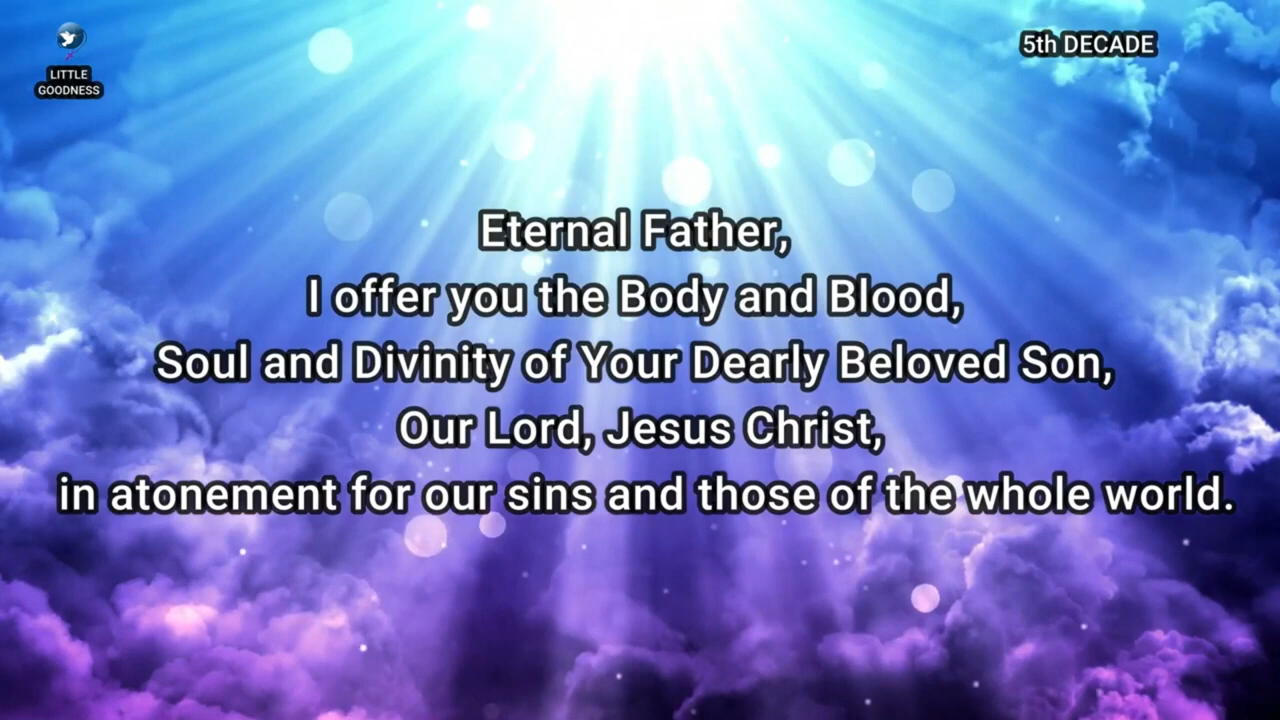 LITTLE
GOODNESS
5th DECADE
Eternal Father,
I offer you the Body and Blood,
Soul and Divinity of Your Dearly Beloved Son,
Our Lord, Jesus Christ,
in atonement for our sins and those of the whole world.